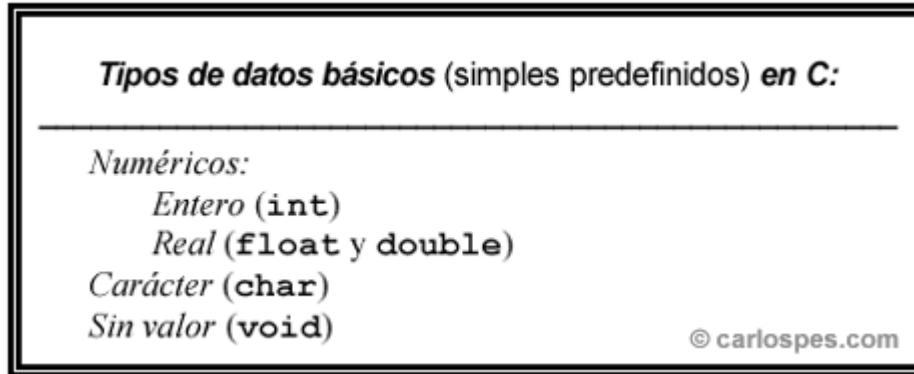 Tipos de datos básicos (simples predefinidos) en C:
Numéricos:
Entero (int)
Real (float y double)
Carácter (char)
Sin valor (void)
© carlospes.com